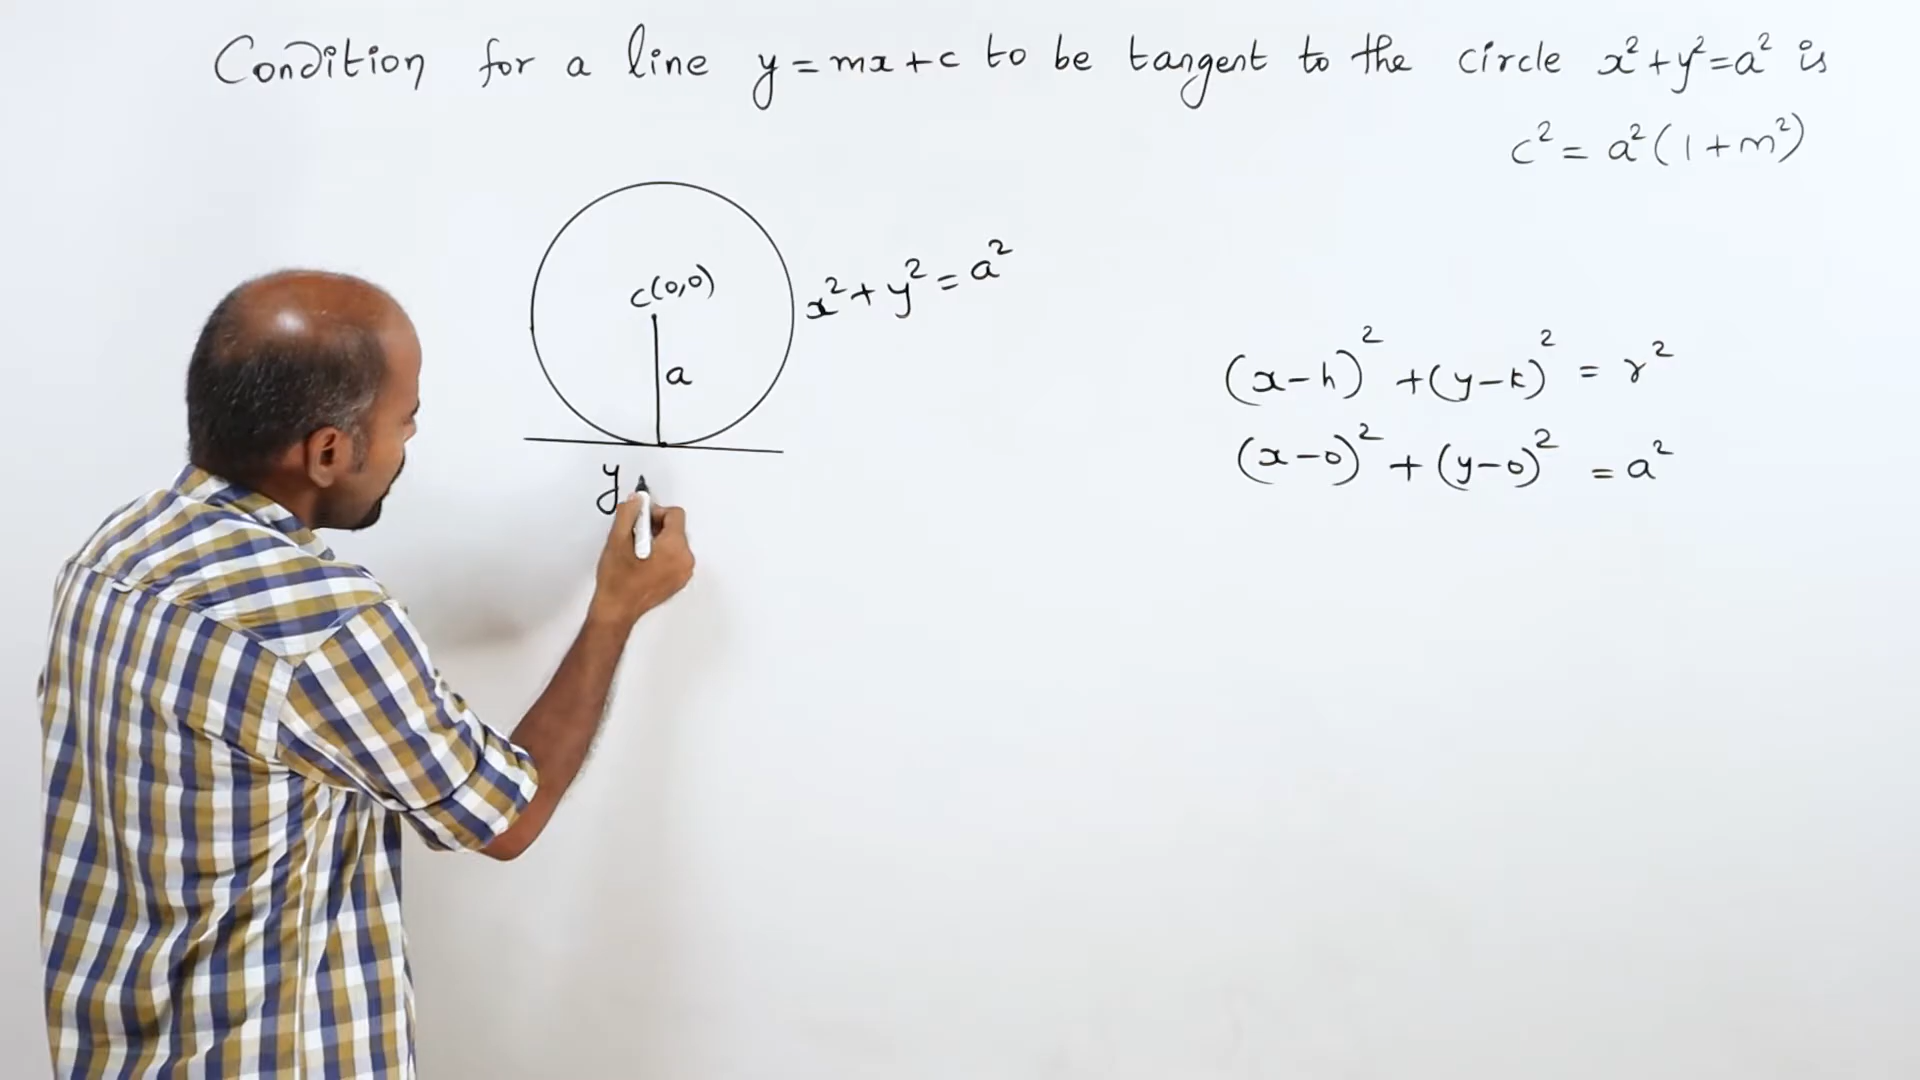 Condition for a line y = mx + c to be tangent to the circle x² + y² = a² is
c² = a² (1 + m²)
c(0,0)
x² + y² = a²
a
y
(x - h)² + (y - k)² = r²
(x - 0)² + (y - 0)² = a²